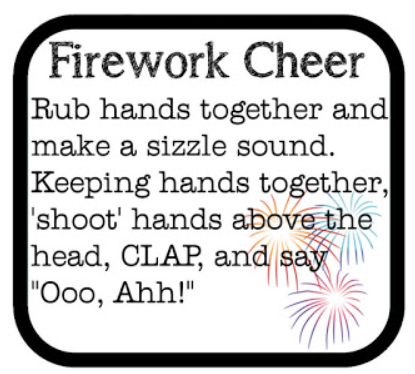 Firework Cheer
Rub hands together and
make a sizzle sound.
Keeping hands together,
'shoot' hands above the
head, CLAP, and say
"Ooo, Ahh!"